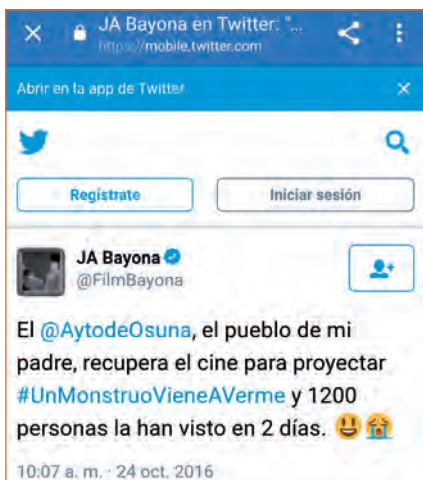 JA Bayona en Twitter: "...
https://mobile.twitter.com
Abrir en la app de Twitter
Regístrate
Iniciar sesión
JA Bayona
@FilmBayona
El @AytodeOsuna, el pueblo de mi
padre, recupera el cine para proyectar
#UnMonstruoVieneAVerme y 1200
personas la han visto en 2 días. 😃😭
10:07 a. m. · 24 oct. 2016